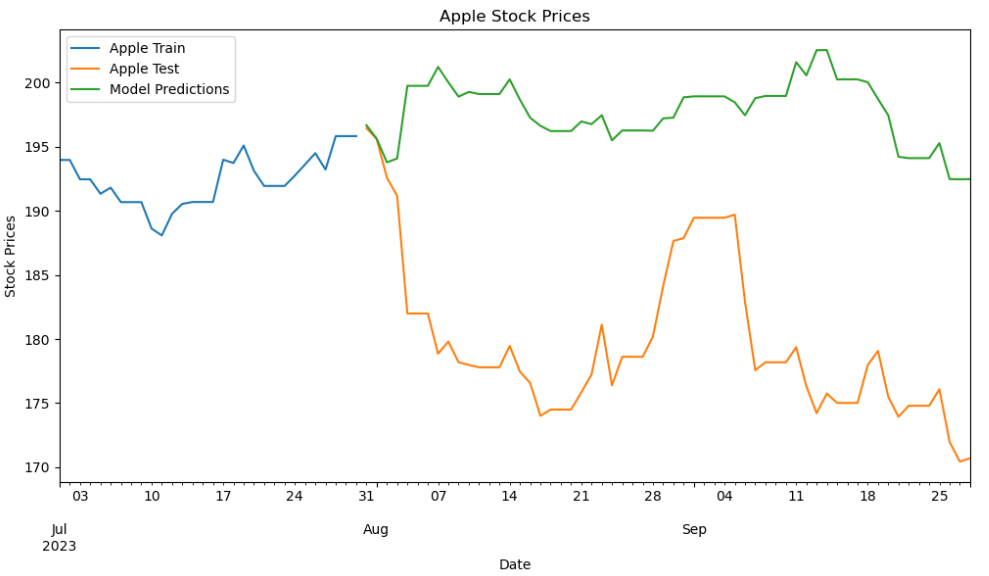 Apple Stock Prices
Apple Train
Apple Test
Model Predictions
Stock Prices
200
195
190
185
180
175
170
03 10 17 24 31 07 14 21 28 04 11 18 25
Jul Aug Sep
2023
Date